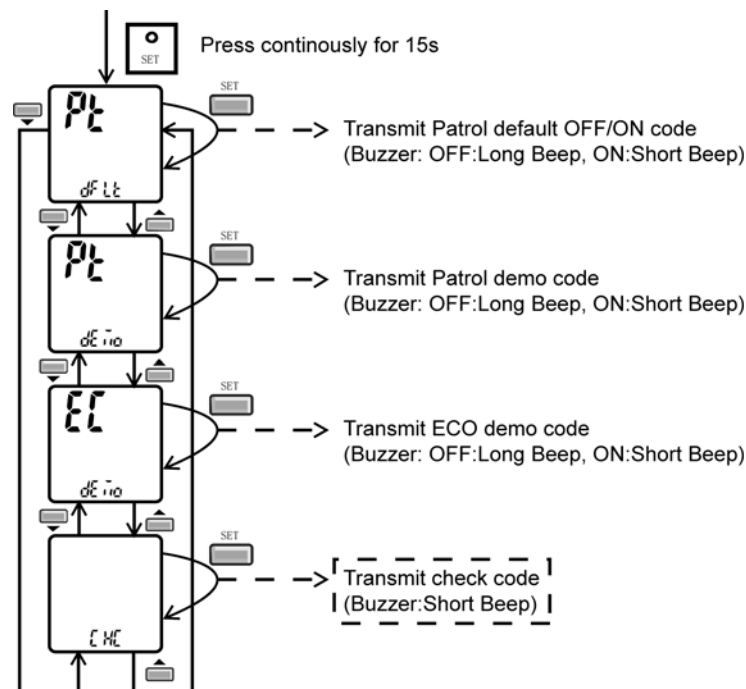 SET
Press continously for 15s
Pt
dFLt
SET
Transmit Patrol default OFF/ON code
(Buzzer: OFF:Long Beep, ON:Short Beep)
Pt
dEmo
SET
Transmit Patrol demo code
(Buzzer: OFF:Long Beep, ON:Short Beep)
EC
dEmo
SET
Transmit ECO demo code
(Buzzer: OFF:Long Beep, ON:Short Beep)
CHC
SET
Transmit check code
(Buzzer:Short Beep)